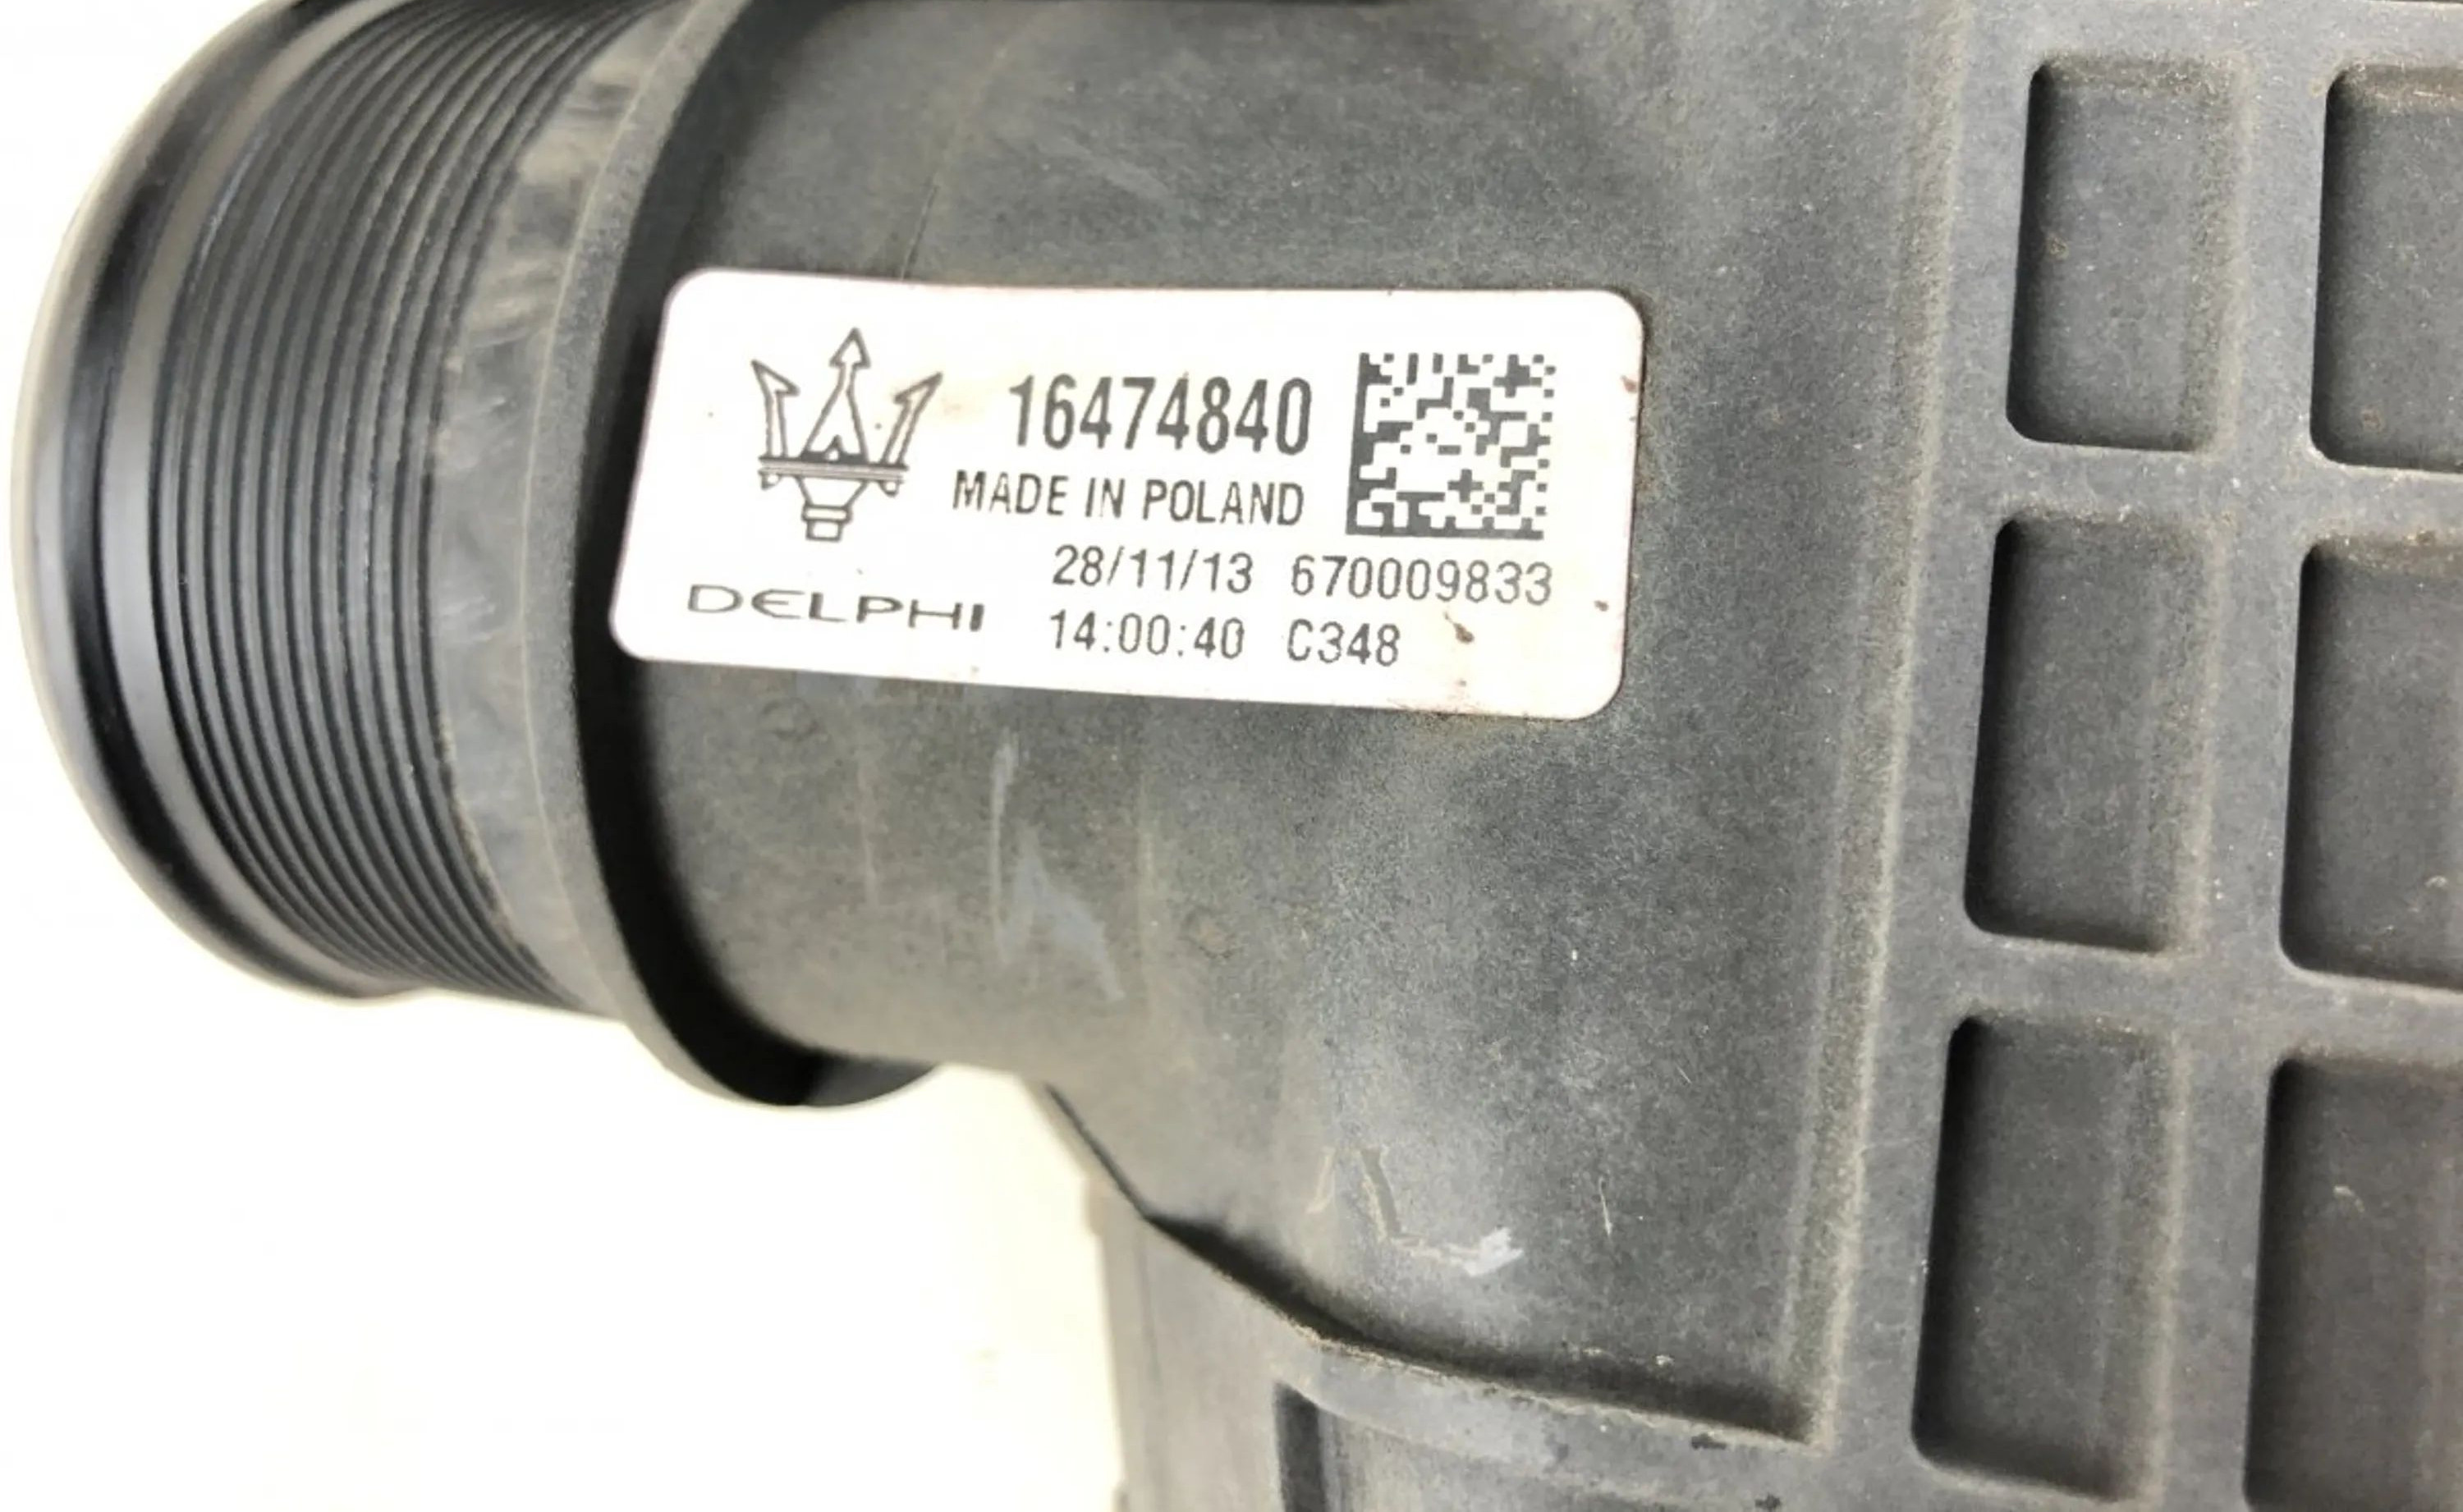 16474840
MADE IN POLAND
28/11/13 670009833
DELPHI 14:00:40 C348